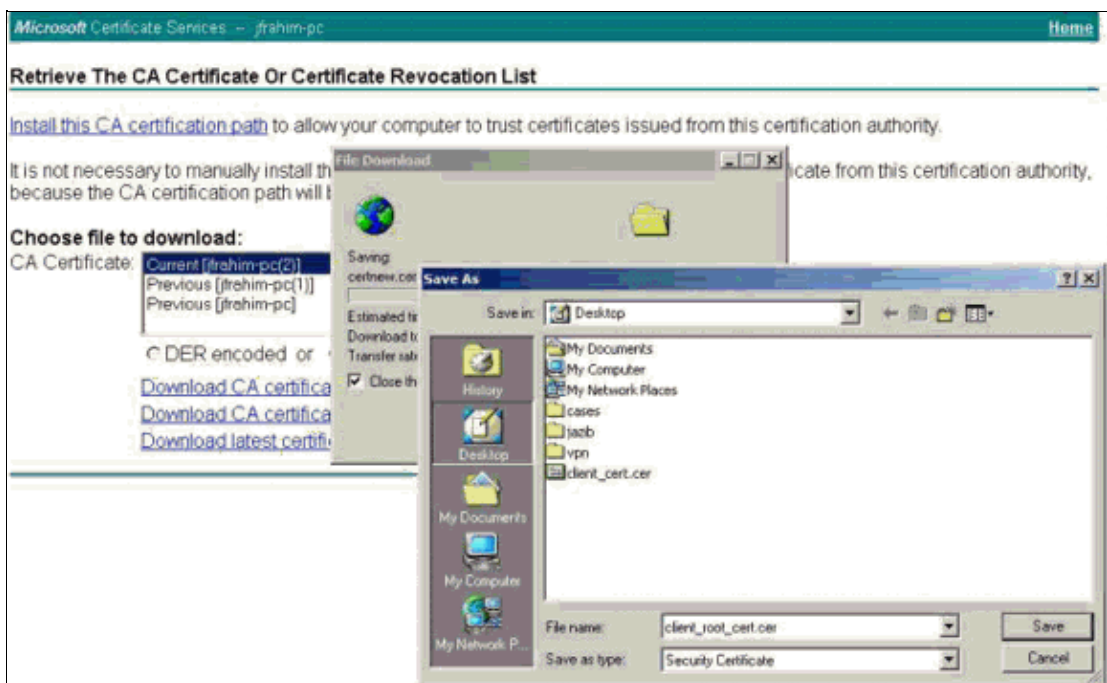 Microsoft Certificate Services -- jfrahim-pc Home
Retrieve The CA Certificate Or Certificate Revocation List
Install this CA certification path to allow your computer to trust certificates issued from this certification authority.
It is not necessary to manually install th
icate from this certification authority,
because the CA certification path will
Choose file to download:
CA Certificate:
Current [jfrahim-pc(2)]
Previous [jfrahim-pc(1)]
Previous [jfrahim-pc]
DER encoded or
Download CA certifica
Download CA certifica
Download latest certifi
File Download
Saving:
certnew.cer
Estimated ti
Download to
Transfer rate
Close th
Save As
Save in: Desktop
History
Desktop
My Documents
My Computer
My Network P...
My Documents
My Computer
My Network Places
cases
jazib
vpn
client_cert.cer
File name: client_root_cert.cer Save
Save as type: Security Certificate Cancel